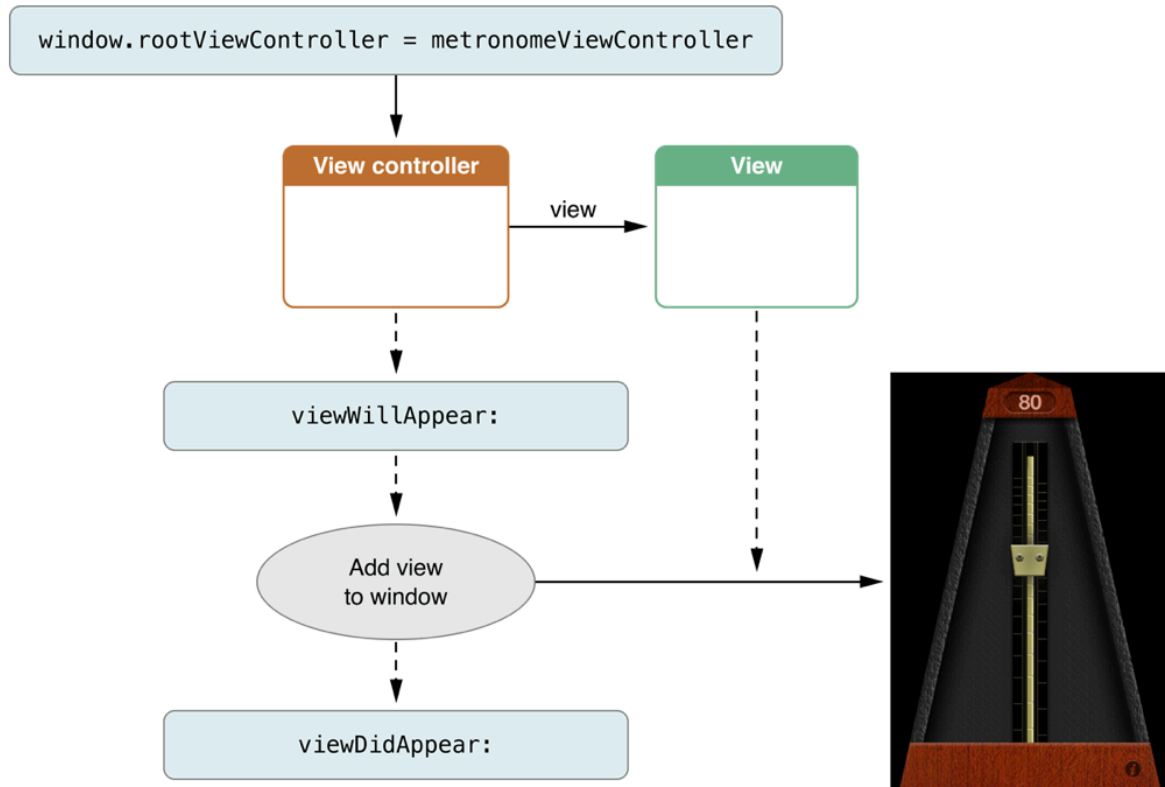 window.rootViewController = metronomeViewController
View controller
View
view
viewWillAppear:
80
Add view
to window
viewDidAppear:
i